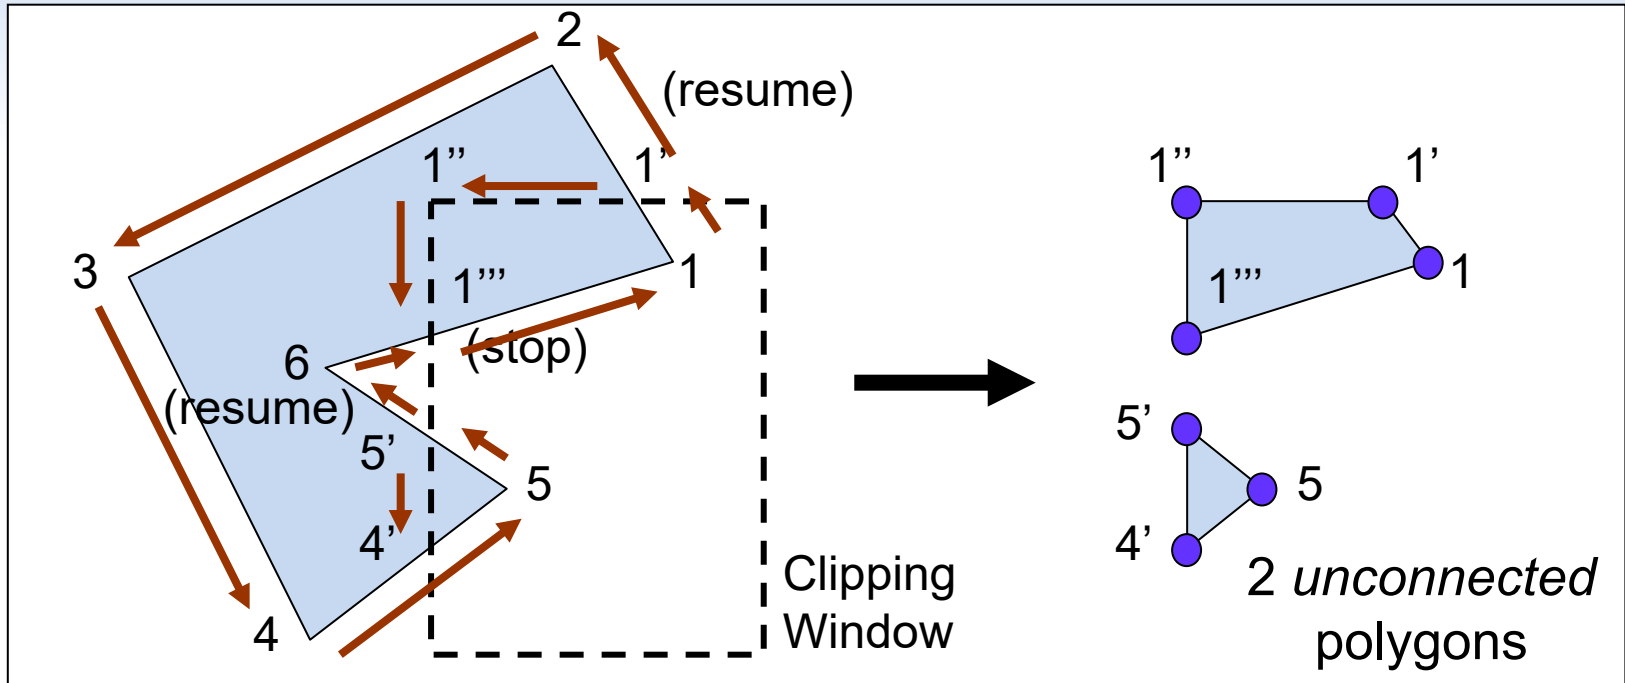 2
(resume)
1’’
1’
3
1’’’
1
(stop)
6
(resume)
5’
5
4’
4
Clipping
Window
1’’
1’
1’’’
1
5’
5
4’
2 unconnected
polygons